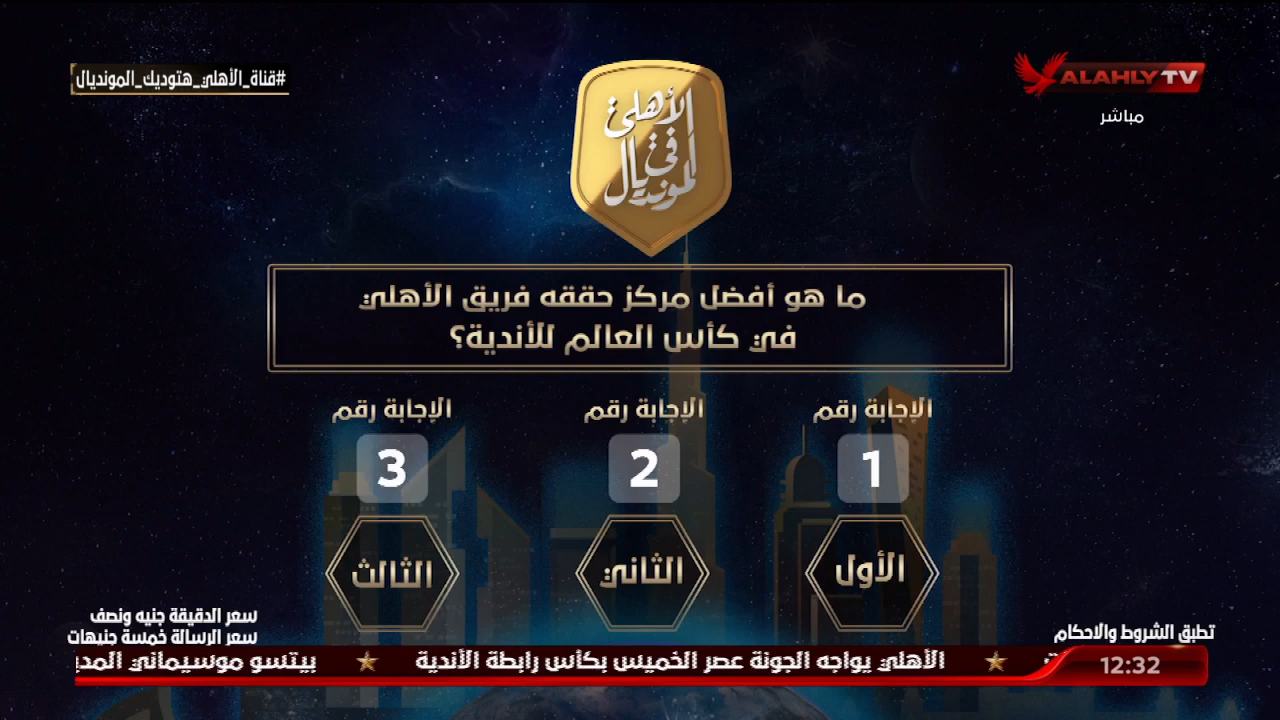 #قناة_الأهلي_هتوديك_المونديال
ALAHLY TV
مباشر
الأهلي
في
المونديال
ما هو أفضل مركز حققه فريق الأهلي
في كأس العالم للأندية؟
الإجابة رقم
1
الأول
الإجابة رقم
2
الثاني
الإجابة رقم
3
الثالث
سعر الدقيقة جنيه ونصف
سعر الرسالة خمسة جنيهات
تطبق الشروط والاحكام
12:32
الأهلي يواجه الجونة عصر الخميس بكأس رابطة الأندية
بيتسو موسيماني